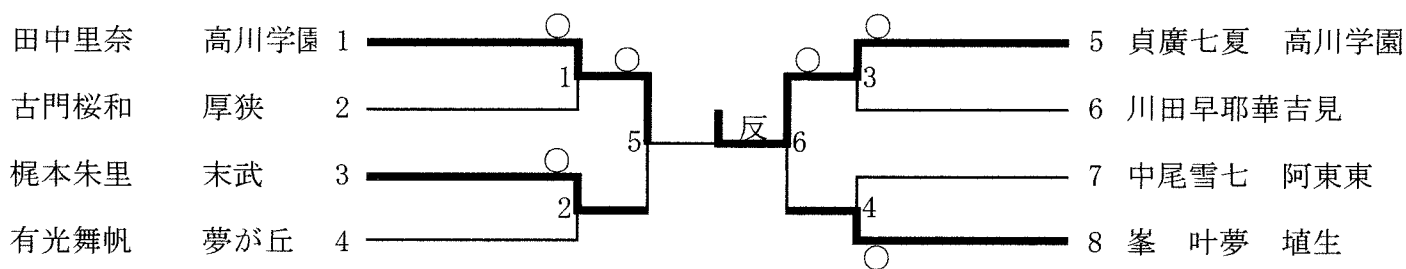 田中里奈 高川学園 1
古門桜和 厚狭 2
梶本朱里 末武 3
有光舞帆 夢が丘 4
1
2
5
反
6
3
4
5 貞廣七夏 高川学園
6 川田早耶華吉見
7 中尾雪七 阿東東
8 峯 叶夢 埴生